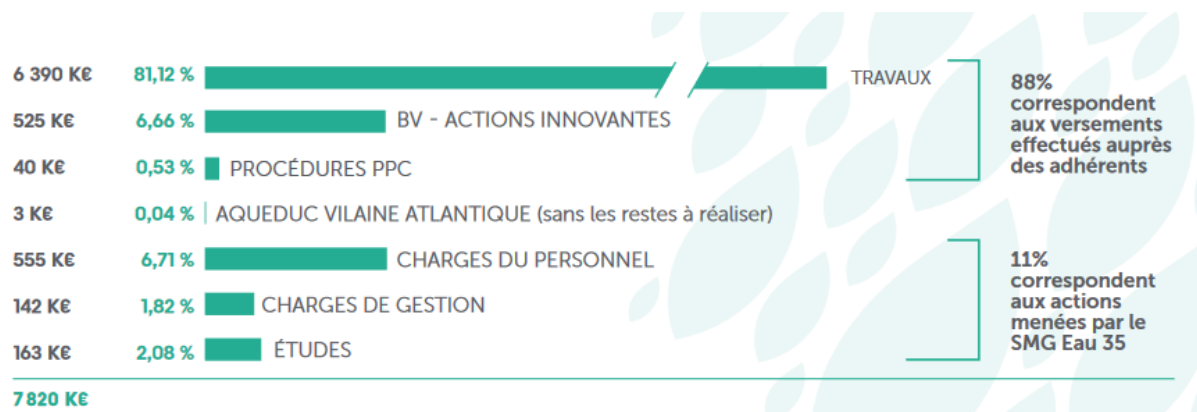 6 390 K€ 81,12 % TRAVAUX
525 K€ 6,66 % BV - ACTIONS INNOVANTES
40 K€ 0,53 % PROCÉDURES PPC
3 K€ 0,04 % AQUEDUC VILAINE ATLANTIQUE (sans les restes à réaliser)
555 K€ 6,71 % CHARGES DU PERSONNEL
142 K€ 1,82 % CHARGES DE GESTION
163 K€ 2,08 % ÉTUDES
7 820 K€
88%
correspondent
aux versements
effectués auprès
des adhérents
11%
correspondent
aux actions
menées par le
SMG Eau 35